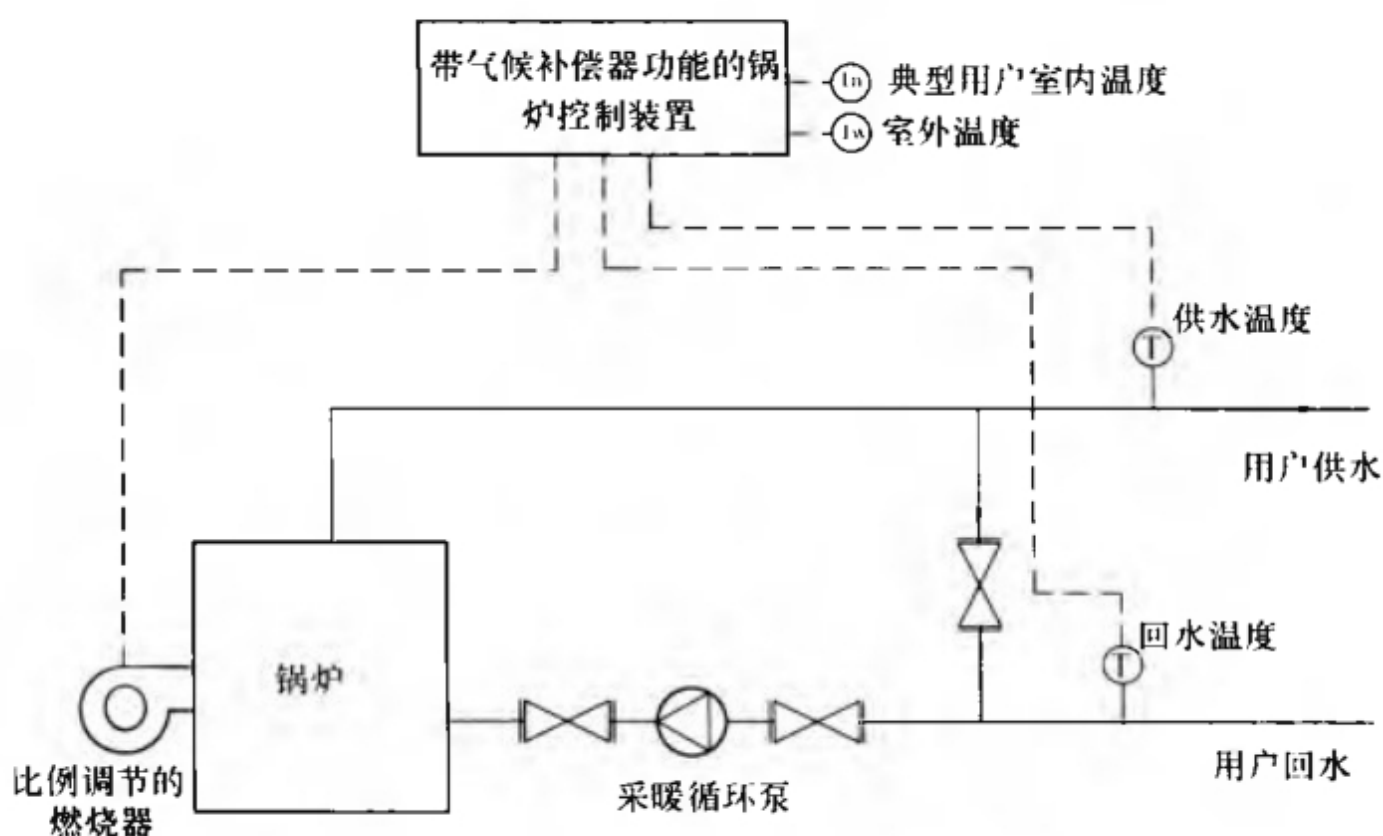 带气候补偿器功能的锅
炉控制装置
Tn 典型用户室内温度
Tw 室外温度
T 供水温度
用户供水
T 回水温度
锅炉
用户回水
采暖循环泵
比例调节的
燃烧器